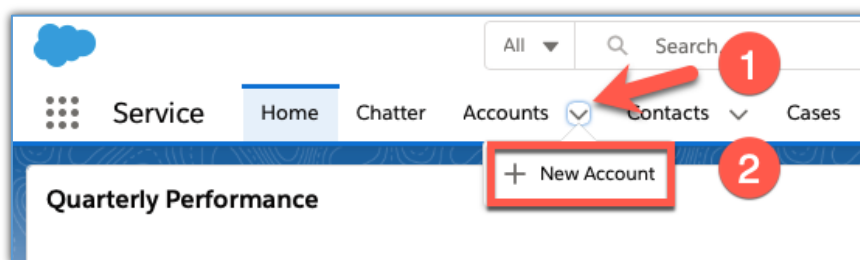 All Search
1
Service Home Chatter Accounts Contacts Cases
+ New Account
2
Quarterly Performance